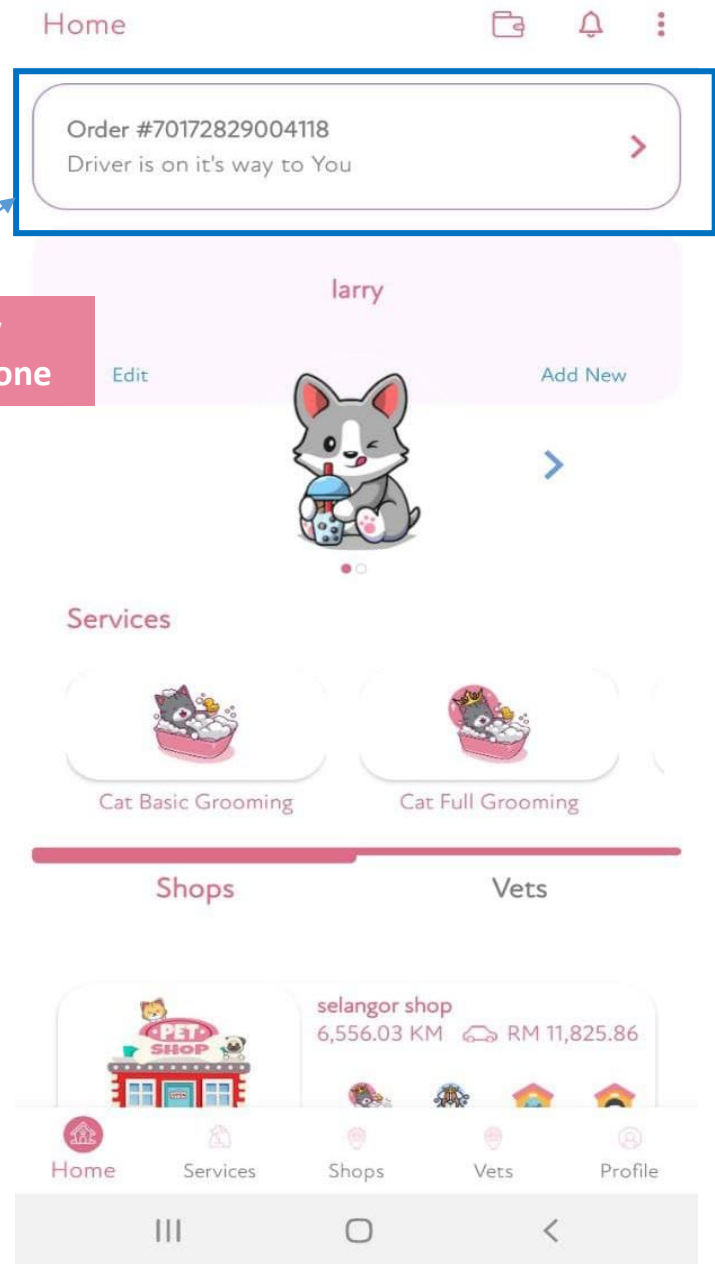 Home
Order #70172829004118
Driver is on it's way to You
larry
one
Edit
Add New
Services
Cat Basic Grooming
Cat Full Grooming
Shops
Vets
PET
SHOP
selangor shop
6,556.03 KM RM 11,825.86
Home
Services
Shops
Vets
Profile